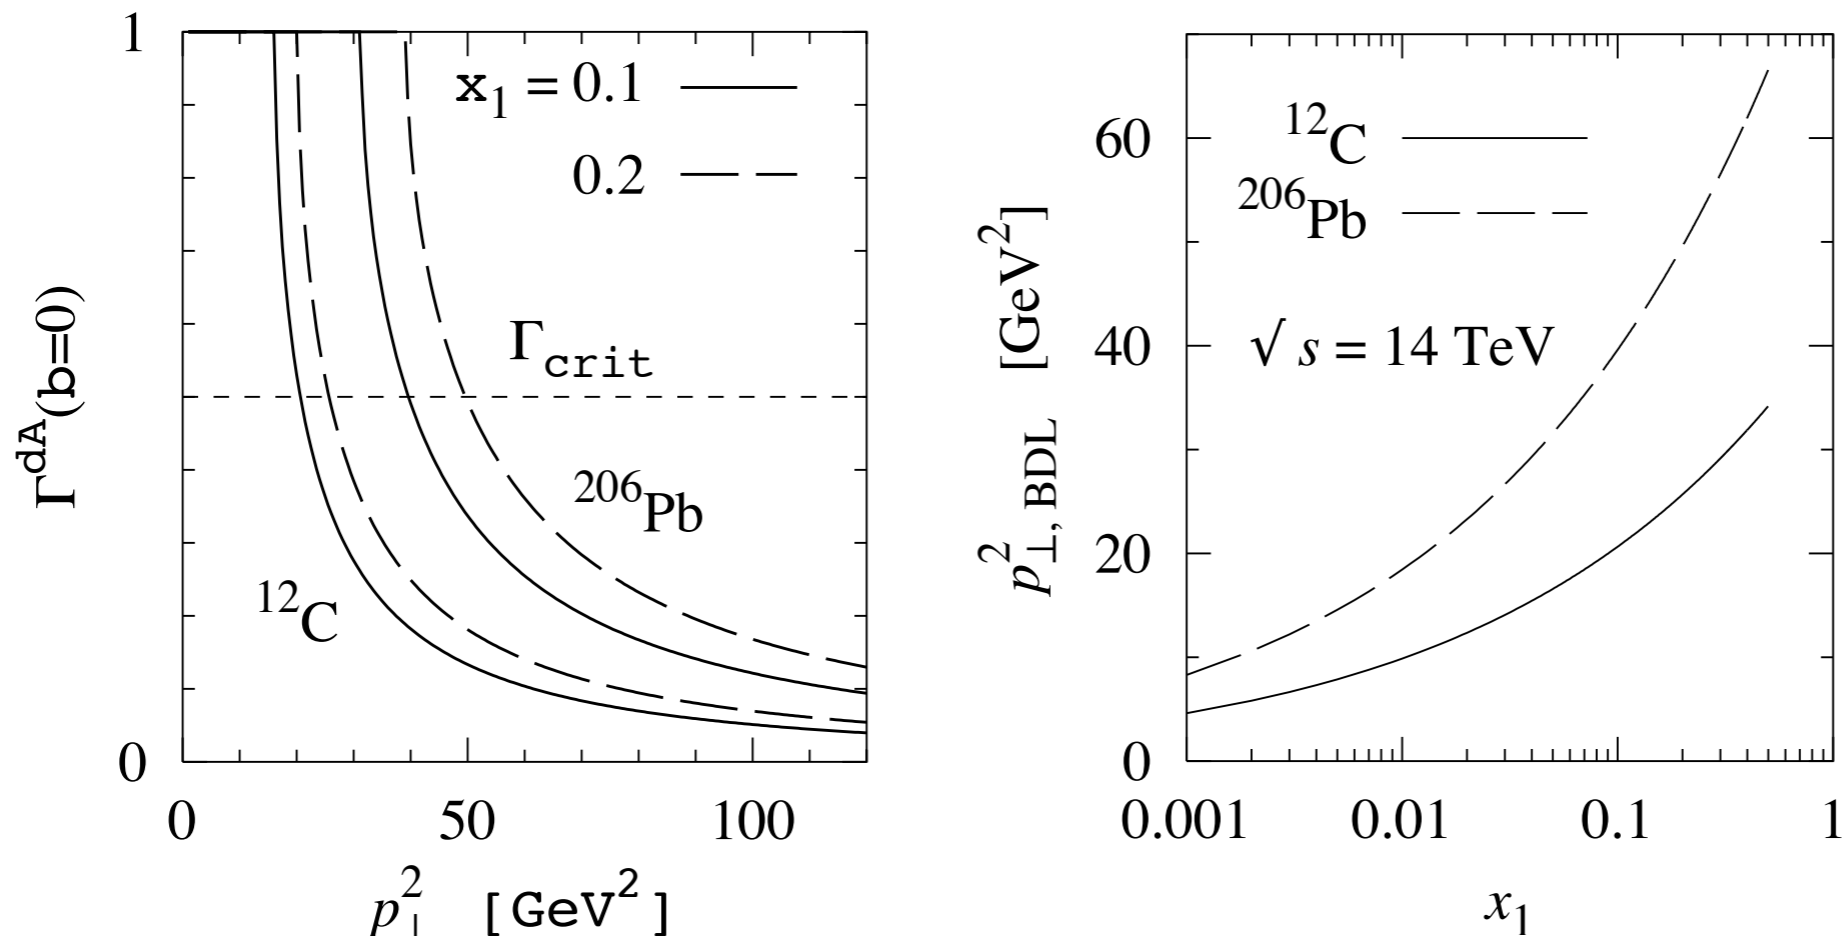 1
x₁ = 0.1
0.2
Γcrit
²⁰⁶Pb
¹²C
0
0 50 100
Γᵈᴬ(b=0)
p⊥² [GeV²]
¹²C
²⁰⁶Pb
√s = 14 TeV
60
40
20
0
0.001 0.01 0.1 1
p²⊥, BDL [GeV²]
x₁